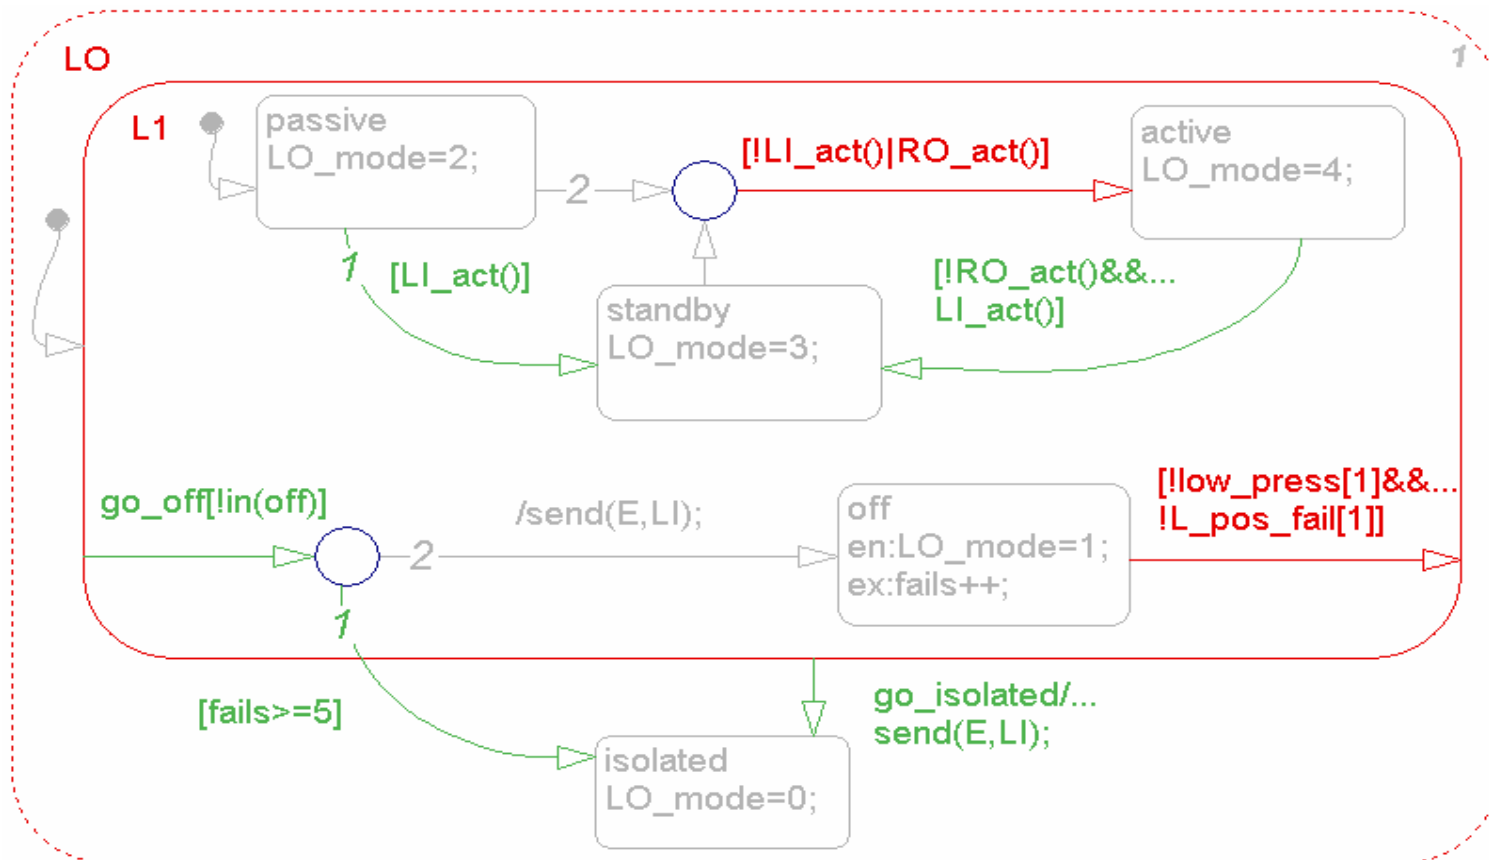 LO
1
L1
passive
LO_mode=2;
2
[!LI_act()|RO_act()]
active
LO_mode=4;
1
[LI_act()]
standby
LO_mode=3;
[!RO_act()&&...
LI_act()]
go_off[!in(off)]
2
/send(E,LI);
off
en:LO_mode=1;
ex:fails++;
[!low_press[1]&&...
!L_pos_fail[1]]
1
[fails>=5]
isolated
LO_mode=0;
go_isolated/...
send(E,LI);